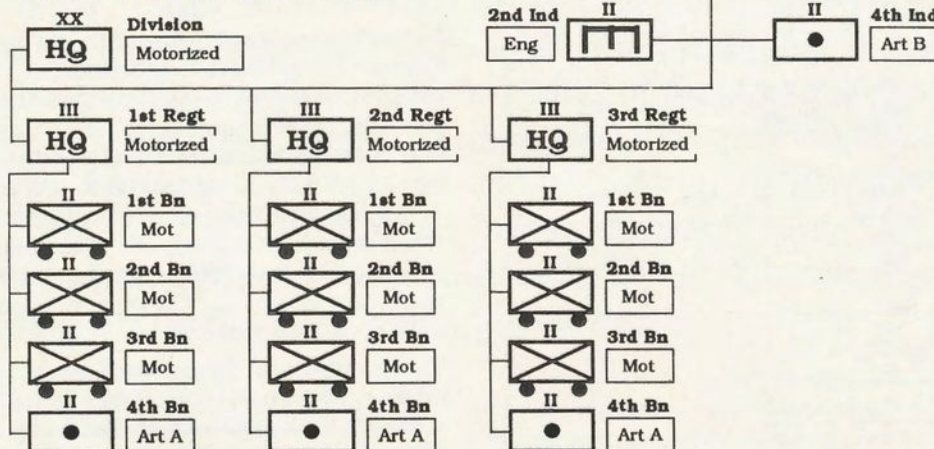 XX Division II II
HQ Motorized 2nd Ind Eng 4th Ind Art B
III 1st Regt III 2nd Regt III 3rd Regt
HQ Motorized HQ Motorized HQ Motorized
II 1st Bn II 1st Bn II 1st Bn
Mot Mot Mot
II 2nd Bn II 2nd Bn II 2nd Bn
Mot Mot Mot
II 3rd Bn II 3rd Bn II 3rd Bn
Mot Mot Mot
II 4th Bn II 4th Bn II 4th Bn
Art A Art A Art A